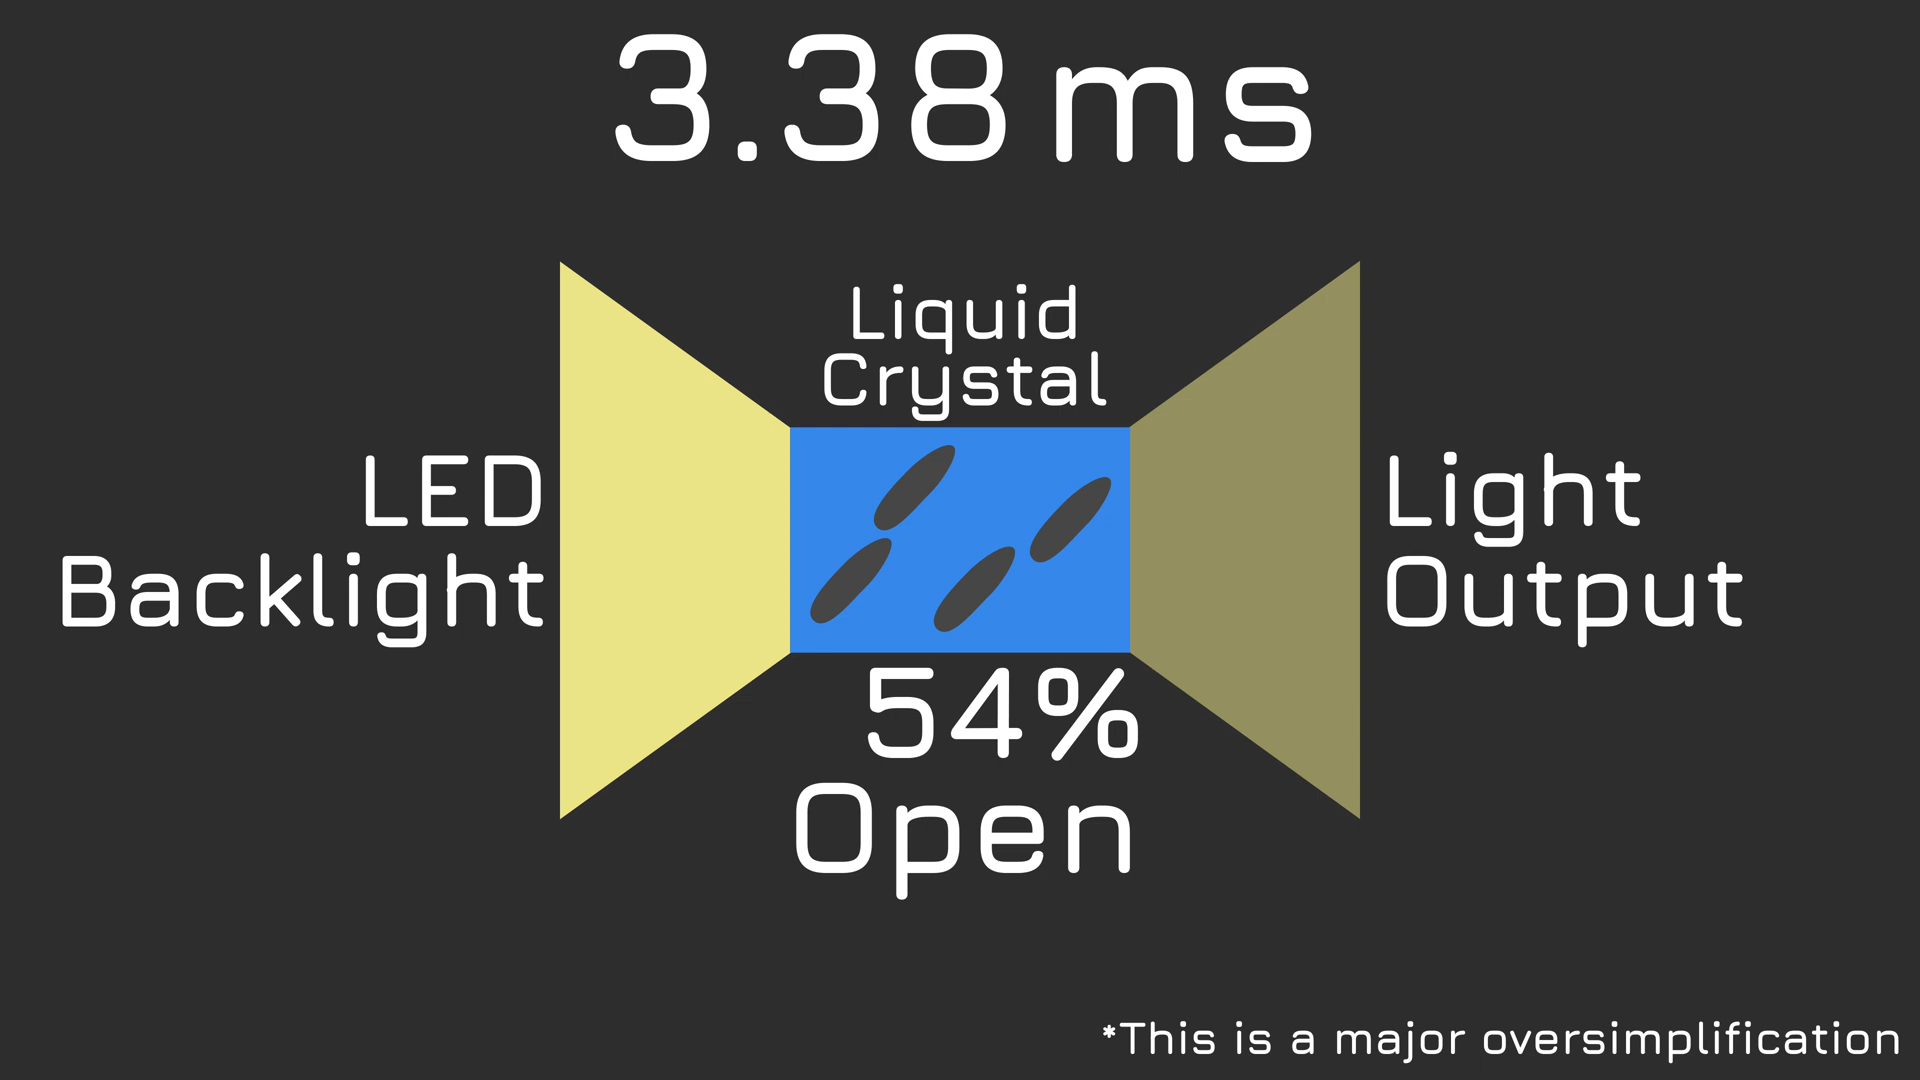 3.38ms
Liquid
Crystal
LED
Backlight
Light
Output
54%
Open
*This is a major oversimplification